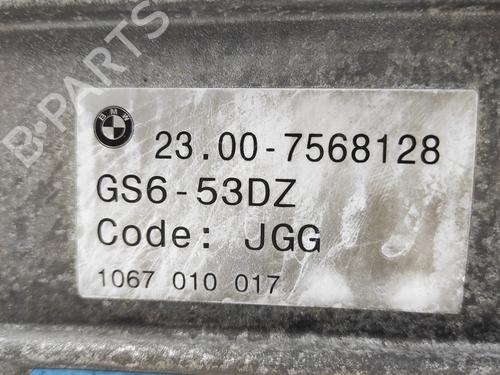 B-PARTS
BMW
23.00-7568128
GS6-53DZ
Code: JGG
1067 010 017